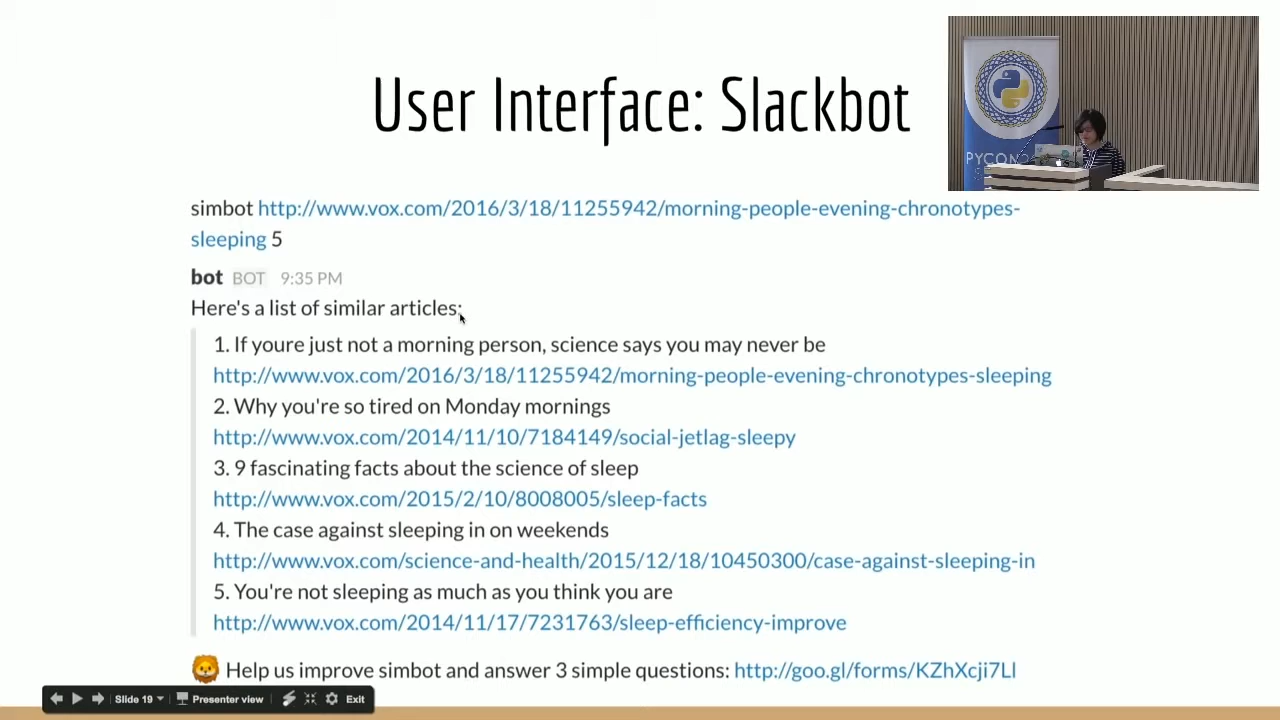 User Interface: Slackbot
PYCON
simbot http://www.vox.com/2016/3/18/11255942/morning-people-evening-chronotypes-
sleeping 5
bot BOT 9:35 PM
Here's a list of similar articles:
1. If youre just not a morning person, science says you may never be
http://www.vox.com/2016/3/18/11255942/morning-people-evening-chronotypes-sleeping
2. Why you're so tired on Monday mornings
http://www.vox.com/2014/11/10/7184149/social-jetlag-sleepy
3. 9 fascinating facts about the science of sleep
http://www.vox.com/2015/2/10/8008005/sleep-facts
4. The case against sleeping in on weekends
http://www.vox.com/science-and-health/2015/12/18/10450300/case-against-sleeping-in
5. You're not sleeping as much as you think you are
http://www.vox.com/2014/11/17/7231763/sleep-efficiency-improve
Help us improve simbot and answer 3 simple questions: http://goo.gl/forms/KZhXcji7Ll
Slide 19 Presenter view Exit